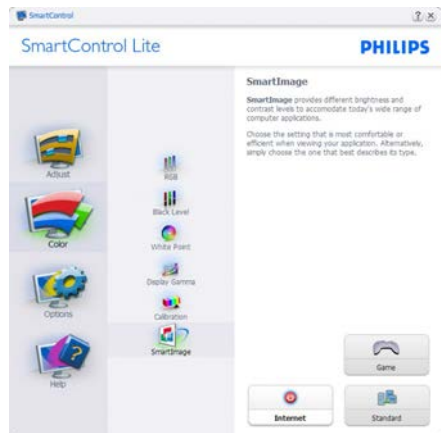 SmartControl
SmartControl Lite
PHILIPS
Adjust
Color
Options
Help
RGB
Black Level
White Point
Display Gamma
Calibration
SmartImage
SmartImage
SmartImage provides different brightness and
contrast levels to accomodate today's wide range of
computer applications.
Choose the setting that is most comfortable or
efficient when viewing your application. Alternatively,
simply choose the one that best describes its type.
Game
Internet
Standard